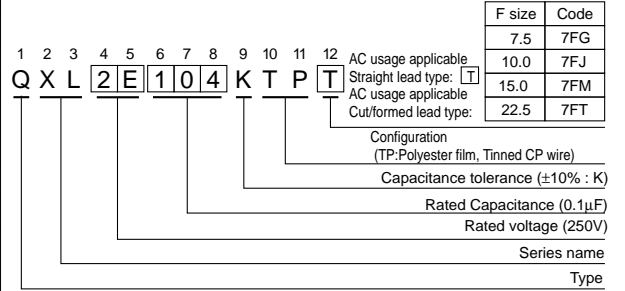 F size Code
7.5 7FG
10.0 7FJ
15.0 7FM
22.5 7FT
1 2 3 4 5 6 7 8 9 10 11 12
Q X L 2 E 1 0 4 K T P T
AC usage applicable
Straight lead type: T
AC usage applicable
Cut/formed lead type:
Configuration
(TP:Polyester film, Tinned CP wire)
Capacitance tolerance (±10% : K)
Rated Capacitance (0.1μF)
Rated voltage (250V)
Series name
Type